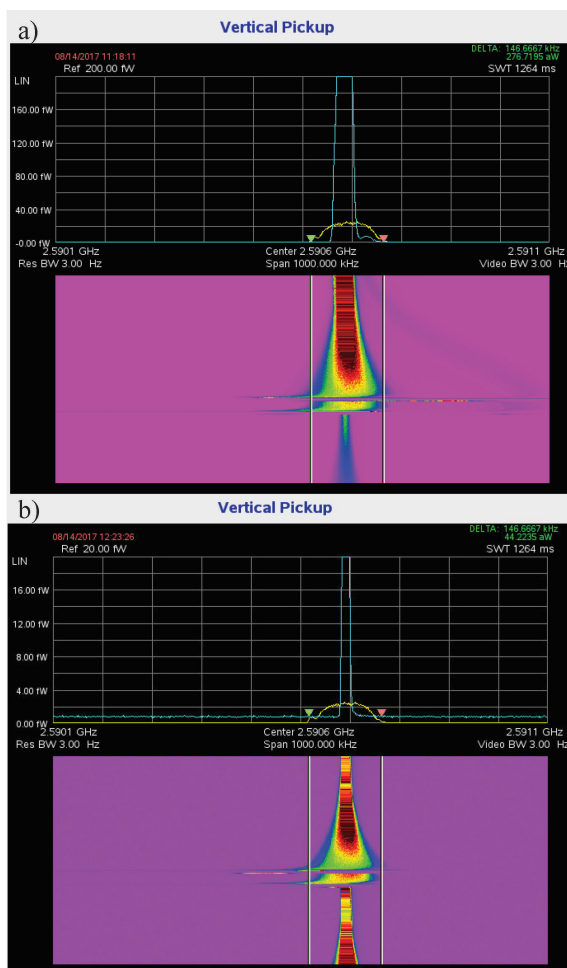 a)
Vertical Pickup
DELTA: 146.6667 kHz
08/14/2017 11:18:11
276.7195 aW
Ref 200.00 fW
SWT 1264 ms
LIN
160.00 fW
120.00 fW
80.00 fW
40.00 fW
-0.00 fW
2.5901 GHz
Center 2.5906 GHz
2.5911 GHz
Res BW 3.00 Hz
Span 1000.000 kHz
Video BW 3.00 Hz
b)
Vertical Pickup
DELTA: 146.6667 kHz
08/14/2017 12:23:26
44.2235 aW
Ref 20.00 fW
SWT 1264 ms
LIN
16.00 fW
12.00 fW
8.00 fW
4.00 fW
0.00 fW
2.5901 GHz
Center 2.5906 GHz
2.5911 GHz
Res BW 3.00 Hz
Span 1000.000 kHz
Video BW 3.00 Hz